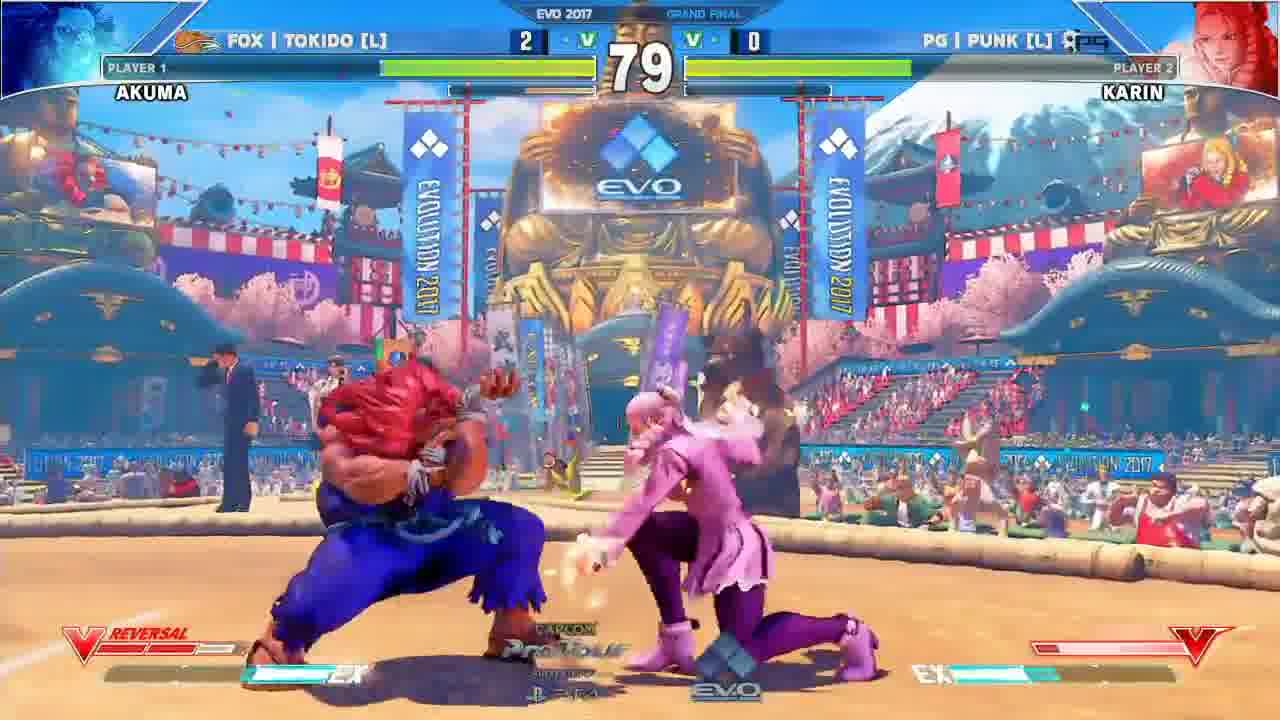 EVO 2017 GRAND FINAL
FOX | TOKIDO [L] 2 V 79 V 0 PG | PUNK [L]
PLAYER 1 PLAYER 2
AKUMA KARIN
EVO
EVOLUTION 2017
EVOLUTION 2017
V REVERSAL
EX EX
CAPCOM
Pro Tour
EVO